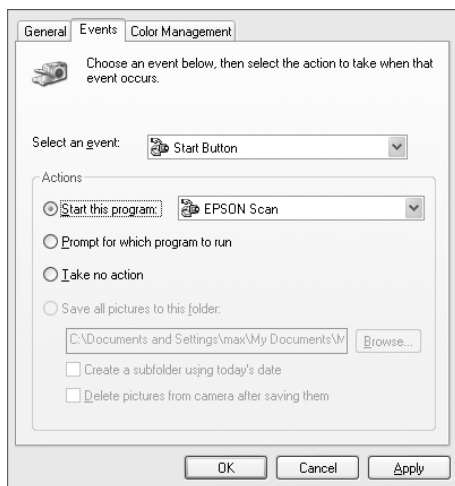 General Events Color Management
Choose an event below, then select the action to take when that
event occurs.
Select an event: Start Button
Actions
Start this program: EPSON Scan
Prompt for which program to run
Take no action
Save all pictures to this folder:
C:\Documents and Settings\max\My Documents\M Browse...
Create a subfolder using today's date
Delete pictures from camera after saving them
OK Cancel Apply